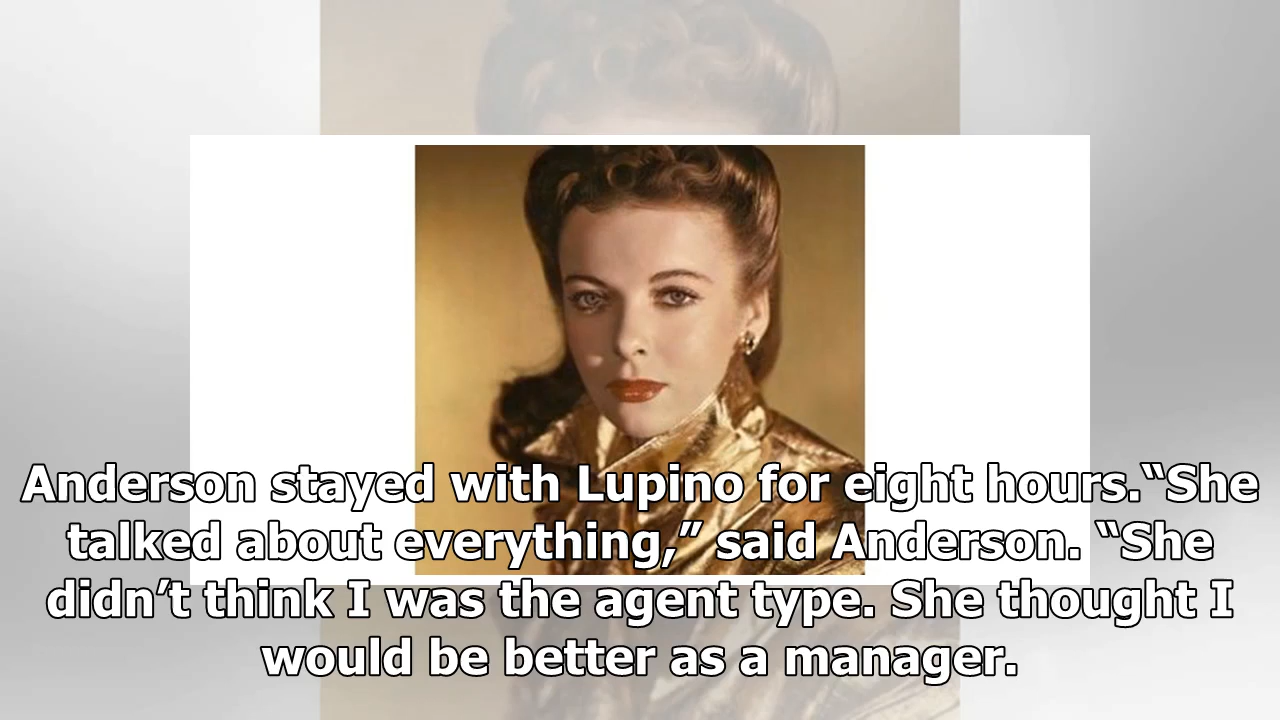 Anderson stayed with Lupino for eight hours.“She
talked about everything,” said Anderson. “She
didn’t think I was the agent type. She thought I
would be better as a manager.